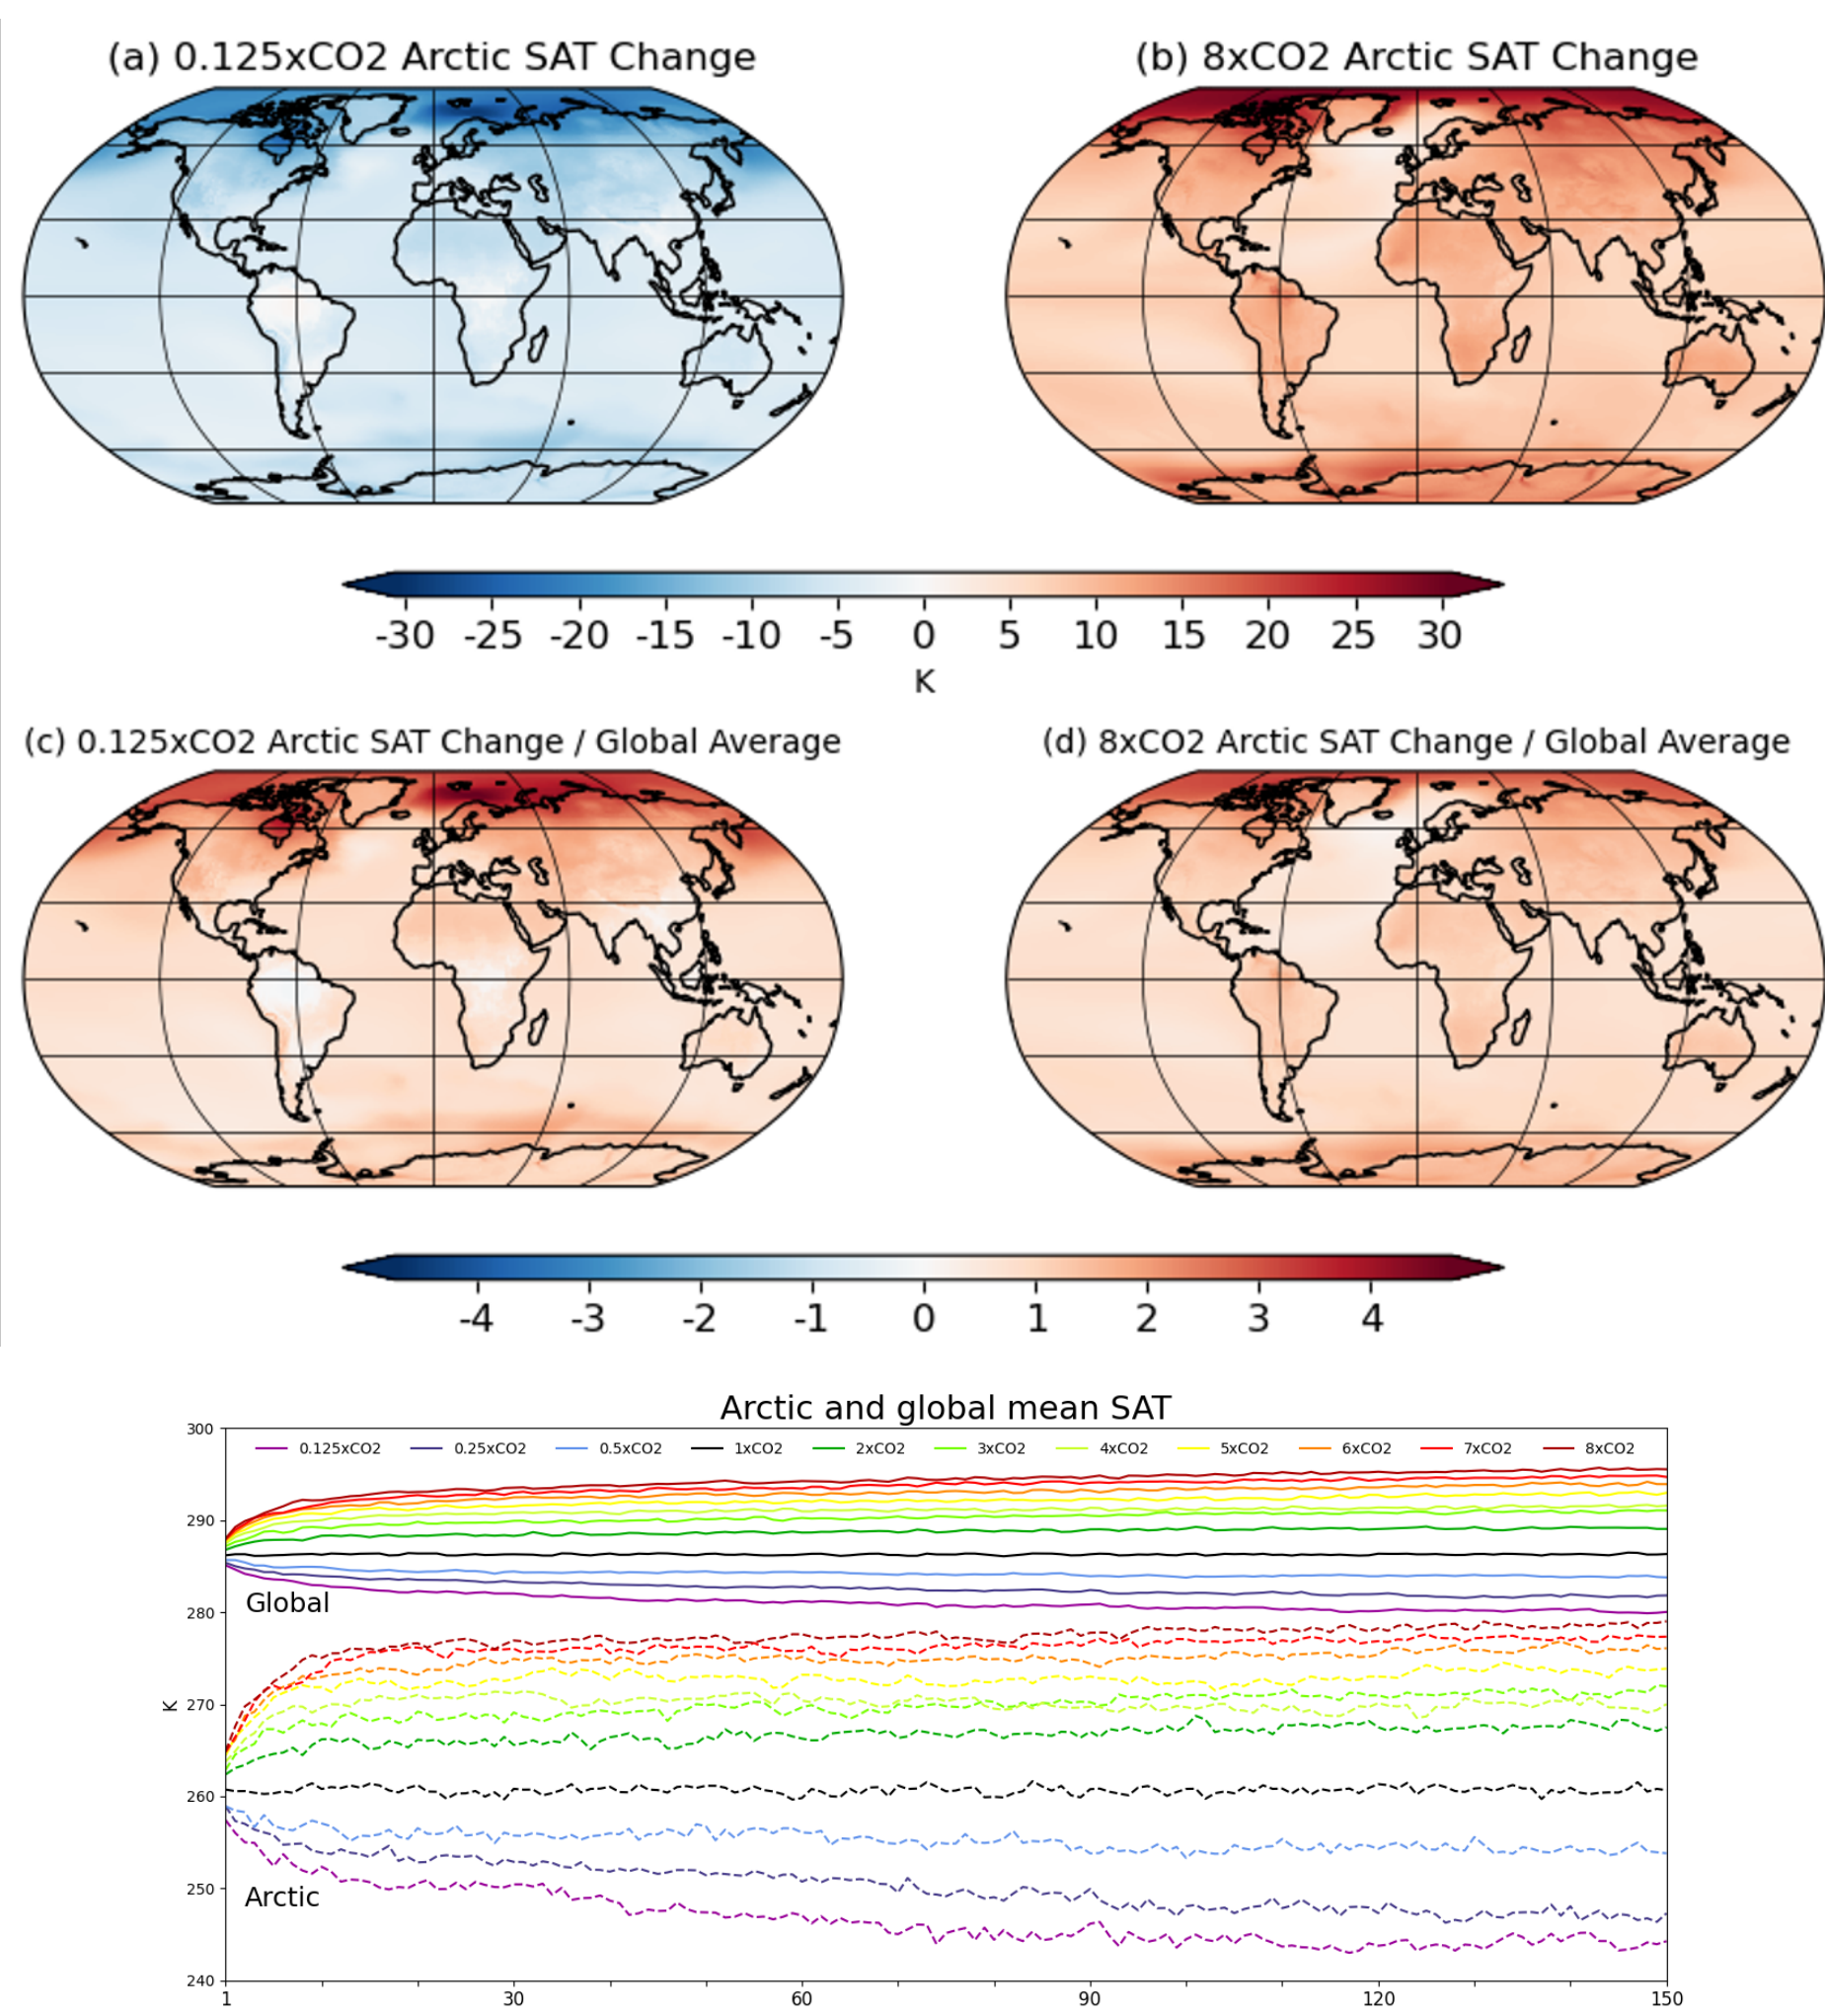 (a) 0.125xCO2 Arctic SAT Change
(b) 8xCO2 Arctic SAT Change
-30 -25 -20 -15 -10 -5 0 5 10 15 20 25 30
K
(c) 0.125xCO2 Arctic SAT Change / Global Average
(d) 8xCO2 Arctic SAT Change / Global Average
-4 -3 -2 -1 0 1 2 3 4
Arctic and global mean SAT
0.125xCO2 0.25xCO2 0.5xCO2 1xCO2 2xCO2 3xCO2 4xCO2 5xCO2 6xCO2 7xCO2 8xCO2
300
290
280
270
260
250
240
K
Global
Arctic
1 30 60 90 120 150